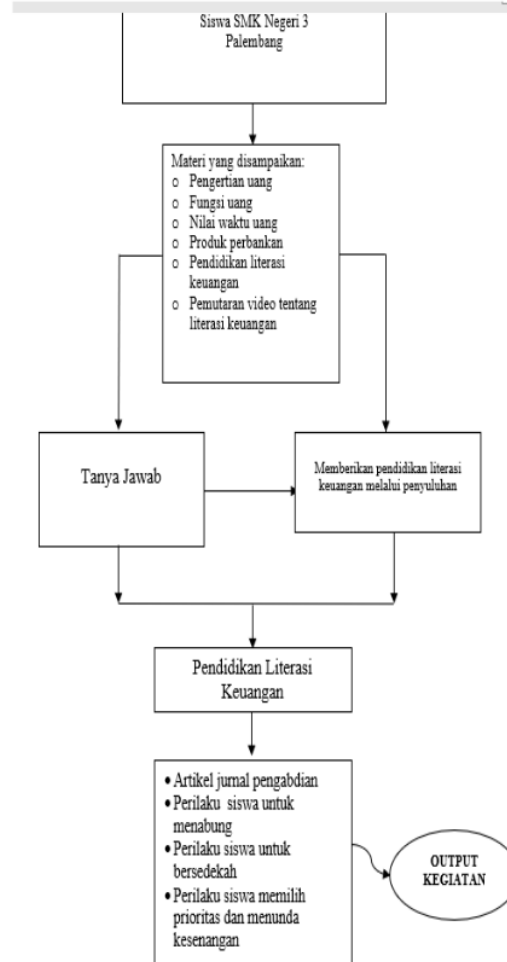 Siswa SMK Negeri 3
Palembang
Materi yang disampaikan:
o Pengertian uang
o Fungsi uang
o Nilai waktu uang
o Produk perbankan
o Pendidikan literasi
keuangan
o Pemutaran video tentang
literasi keuangan
Tanya Jawab
Memberikan pendidikan literasi
keuangan melalui penyuluhan
Pendidikan Literasi
Keuangan
• Artikel jurnal pengabdian
• Perilaku siswa untuk
menabung
• Perilaku siswa untuk
bersedekah
• Perilaku siswa memilih
prioritas dan menunda
kesenangan
OUTPUT
KEGIATAN